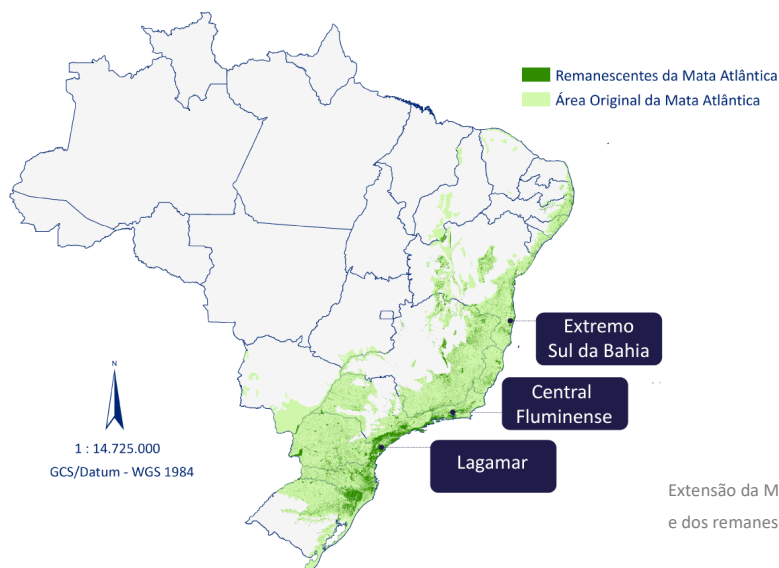 Remanescentes da Mata Atlântica
Área Original da Mata Atlântica
Extremo
Sul da Bahia
Central
Fluminense
Lagamar
N
1 : 14.725.000
GCS/Datum - WGS 1984
Extensão da M
e dos remanes